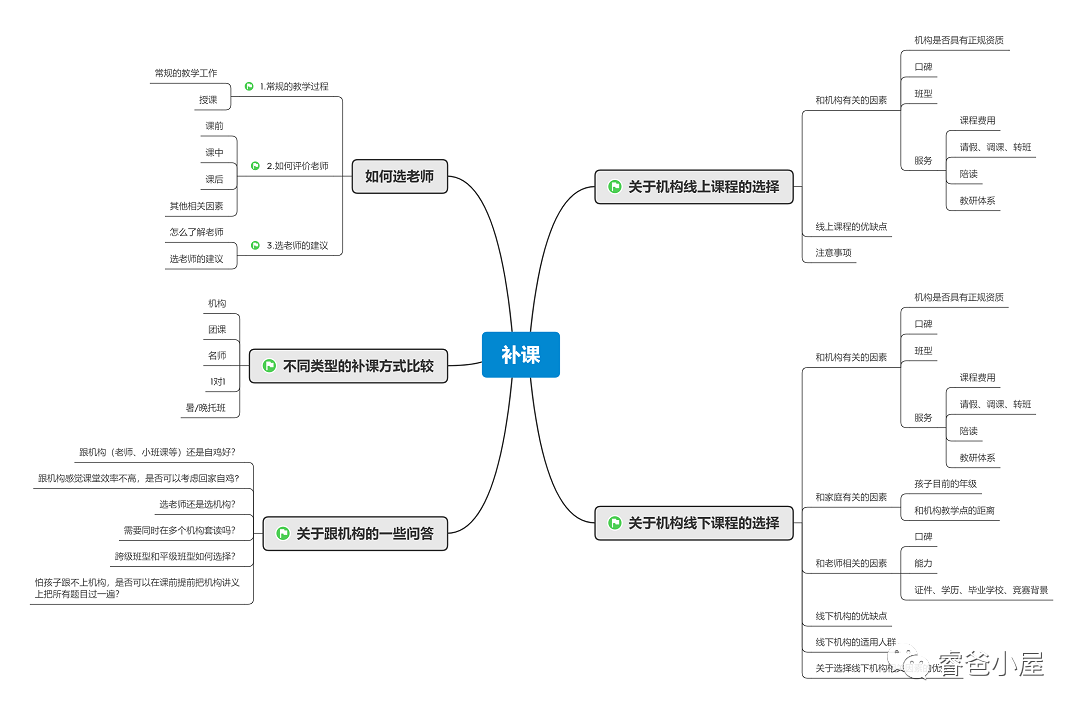 补课
如何选老师
1.常规的教学过程
常规的教学工作
授课
2.如何评价老师
课前
课中
课后
其他相关因素
3.选老师的建议
怎么了解老师
选老师的建议
不同类型的补课方式比较
机构
团课
名师
1对1
暑/晚托班
关于跟机构的一些问答
跟机构（老师、小班课等）还是自鸡好？
跟机构感觉课堂效率不高，是否可以考虑回家自鸡？
选老师还是选机构？
需要同时在多个机构套读吗？
跨级班型和平级班型如何选择？
怕孩子跟不上机构，是否可以在课前提前把机构讲义
上把所有题目过一遍？
关于机构线上课程的选择
和机构有关的因素
机构是否具有正规资质
口碑
班型
服务
课程费用
请假、调课、转班
陪读
教研体系
线上课程的优缺点
注意事项
关于机构线下课程的选择
和机构有关的因素
机构是否具有正规资质
口碑
班型
服务
课程费用
请假、调课、转班
陪读
教研体系
和家庭有关的因素
孩子目前的年级
和机构教学点的距离
和老师相关的因素
口碑
能力
证件、学历、毕业学校、竞赛背景
线下机构的优缺点
线下机构的适用人群
关于选择线下机构
睿爸小屋